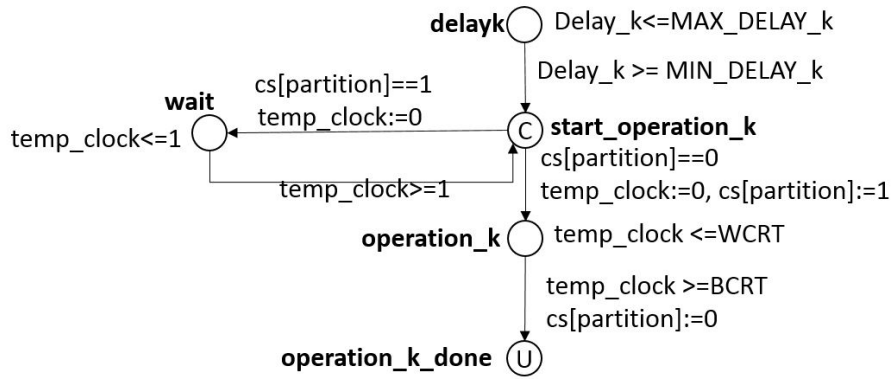 delayk
Delay_k<=MAX_DELAY_k
Delay_k >= MIN_DELAY_k
cs[partition]==1
wait
temp_clock:=0
C
start_operation_k
temp_clock<=1
cs[partition]==0
temp_clock>=1
temp_clock:=0, cs[partition]:=1
operation_k
temp_clock <=WCRT
temp_clock >=BCRT
cs[partition]:=0
operation_k_done
U